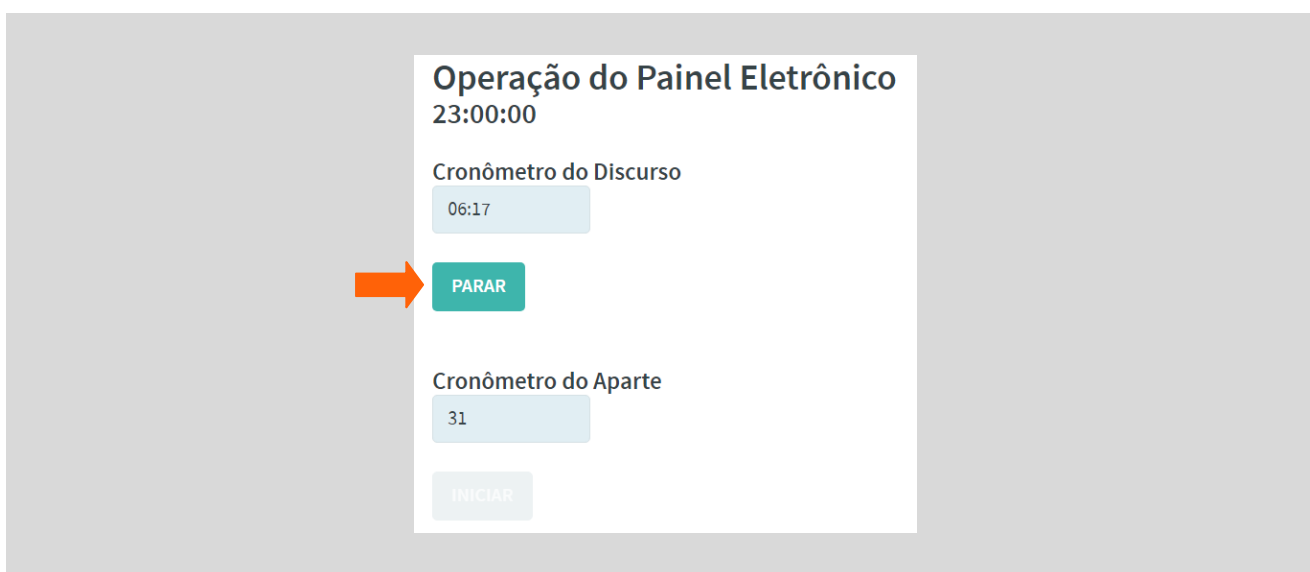 Operação do Painel Eletrônico
23:00:00
Cronômetro do Discurso
06:17
PARAR
Cronômetro do Aparte
31
INICIAR